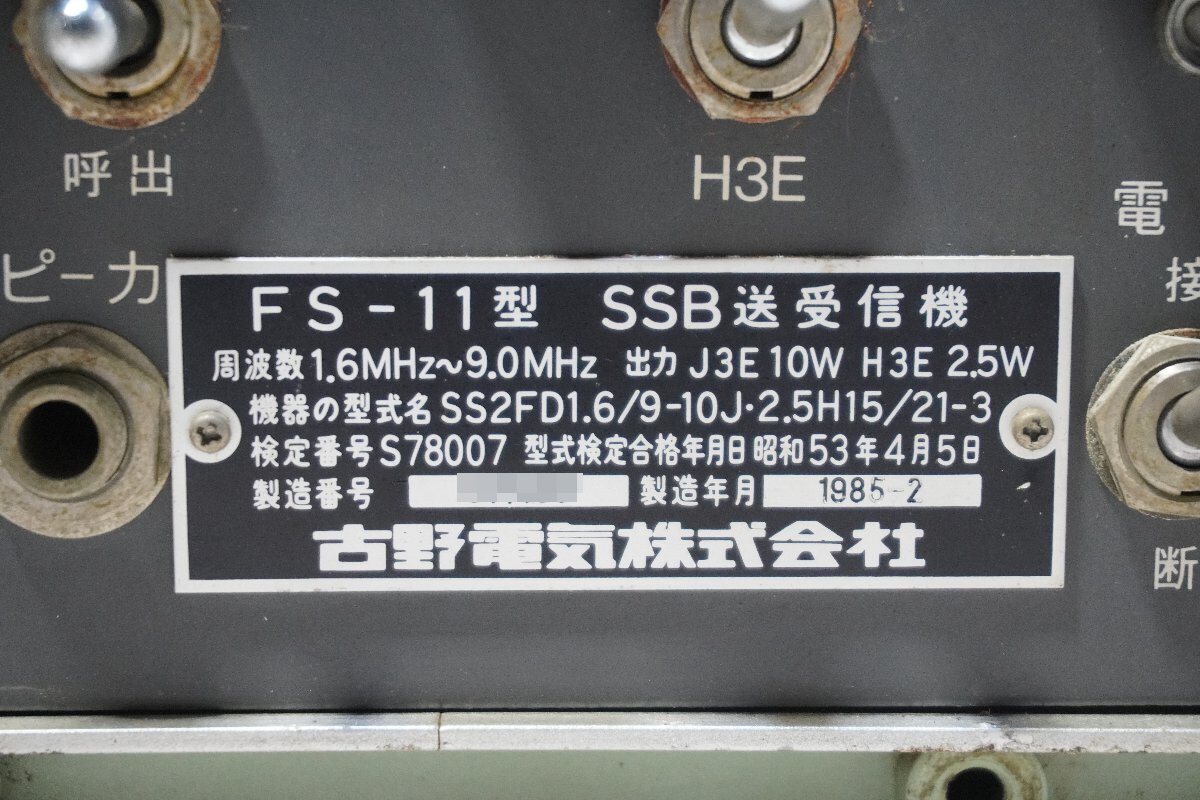 呼出
H3E
電
ピーカ
接
FS-11型 SSB送受信機
周波数1.6MHz～9.0MHz 出力 J3E 10W H3E 2.5W
機器の型式名 SS2FD1.6/9-10J·2.5H15/21-3
検定番号 S78007 型式検定合格年月日 昭和53年4月5日
製造番号 製造年月 1985-2
古野電気株式会社
断